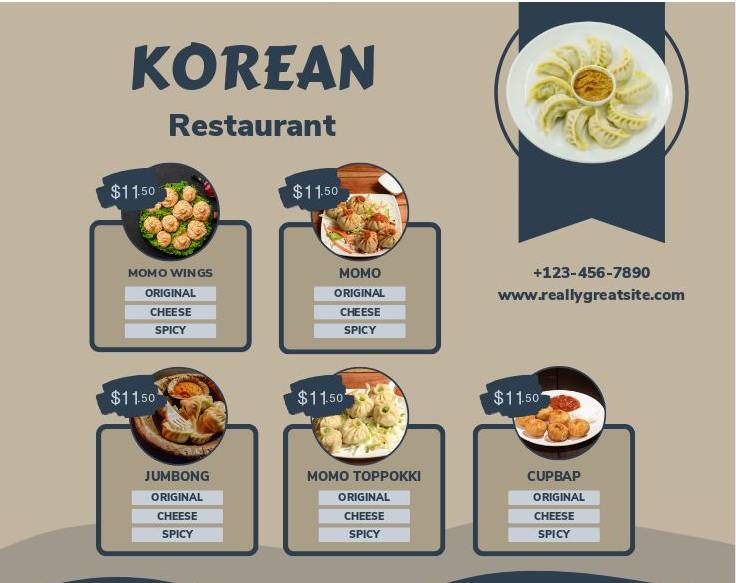 KOREAN
Restaurant
$11.50
MOMO WINGS
ORIGINAL
CHEESE
SPICY
$11.50
MOMO
ORIGINAL
CHEESE
SPICY
+123-456-7890
www.reallygreatsite.com
$11.50
JUMBONG
ORIGINAL
CHEESE
SPICY
$11.50
MOMO TOPPOKKI
ORIGINAL
CHEESE
SPICY
$11.50
CUPBAP
ORIGINAL
CHEESE
SPICY